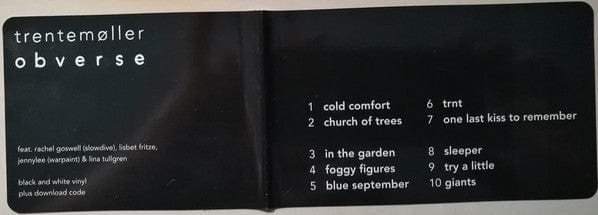 trentemøller
obverse
feat. rachel goswell (slowdive), lisbet fritze,
jennylee (warpaint) & lina tullgren
black and white vinyl
plus download code
1 cold comfort
2 church of trees
3 in the garden
4 foggy figures
5 blue september
6 trnt
7 one last kiss to remember
8 sleeper
9 try a little
10 giants